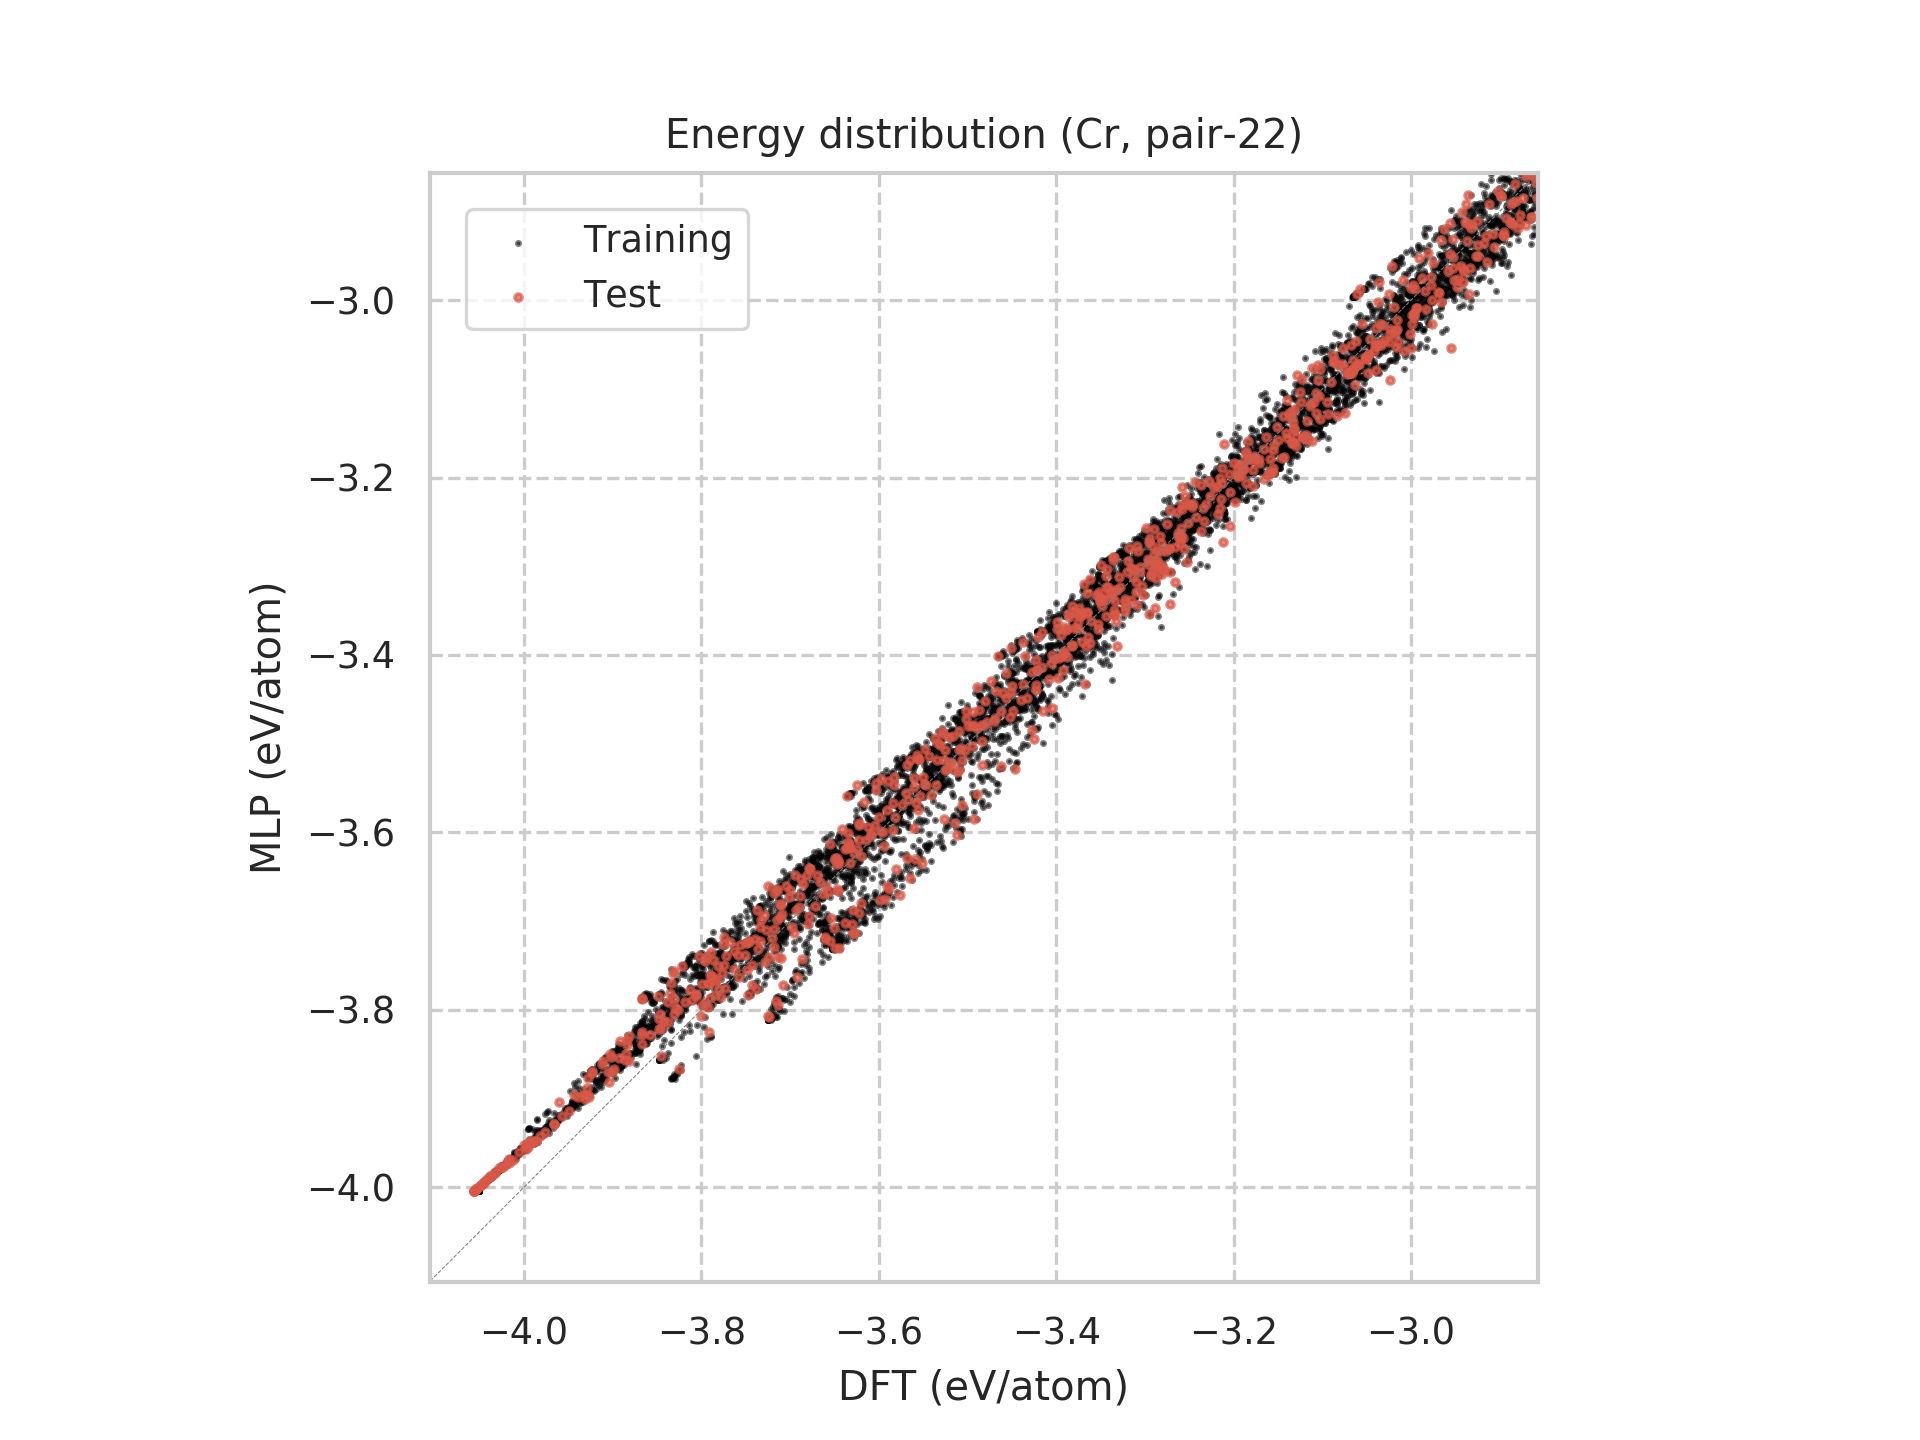 Energy distribution (Cr, pair-22)
Training
Test
−3.0
−3.2
−3.4
−3.6
−3.8
−4.0
MLP (eV/atom)
−4.0 −3.8 −3.6 −3.4 −3.2 −3.0
DFT (eV/atom)